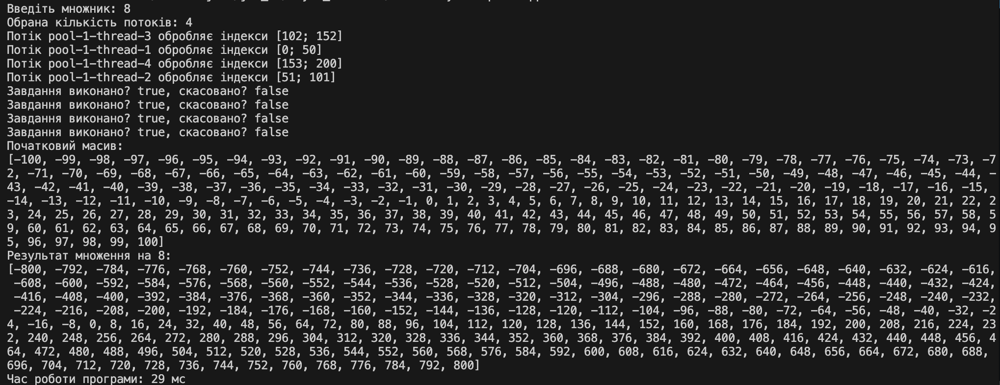 Введіть множник: 8
Обрана кількість потоків: 4
Потік pool-1-thread-3 обробляє індекси [102; 152]
Потік pool-1-thread-1 обробляє індекси [0; 50]
Потік pool-1-thread-4 обробляє індекси [153; 200]
Потік pool-1-thread-2 обробляє індекси [51; 101]
Завдання виконано? true, скасовано? false
Завдання виконано? true, скасовано? false
Завдання виконано? true, скасовано? false
Завдання виконано? true, скасовано? false
Початковий масив:
[-100, -99, -98, -97, -96, -95, -94, -93, -92, -91, -90, -89, -88, -87, -86, -85, -84, -83, -82, -81, -80, -79, -78, -77, -76, -75, -74, -73, -7
2, -71, -70, -69, -68, -67, -66, -65, -64, -63, -62, -61, -60, -59, -58, -57, -56, -55, -54, -53, -52, -51, -50, -49, -48, -47, -46, -45, -44, -
43, -42, -41, -40, -39, -38, -37, -36, -35, -34, -33, -32, -31, -30, -29, -28, -27, -26, -25, -24, -23, -22, -21, -20, -19, -18, -17, -16, -15,
-14, -13, -12, -11, -10, -9, -8, -7, -6, -5, -4, -3, -2, -1, 0, 1, 2, 3, 4, 5, 6, 7, 8, 9, 10, 11, 12, 13, 14, 15, 16, 17, 18, 19, 20, 21, 22, 2
3, 24, 25, 26, 27, 28, 29, 30, 31, 32, 33, 34, 35, 36, 37, 38, 39, 40, 41, 42, 43, 44, 45, 46, 47, 48, 49, 50, 51, 52, 53, 54, 55, 56, 57, 58, 5
9, 60, 61, 62, 63, 64, 65, 66, 67, 68, 69, 70, 71, 72, 73, 74, 75, 76, 77, 78, 79, 80, 81, 82, 83, 84, 85, 86, 87, 88, 89, 90, 91, 92, 93, 94, 9
5, 96, 97, 98, 99, 100]
Результат множення на 8:
[-800, -792, -784, -776, -768, -760, -752, -744, -736, -728, -720, -712, -704, -696, -688, -680, -672, -664, -656, -648, -640, -632, -624, -616,
-608, -600, -592, -584, -576, -568, -560, -552, -544, -536, -528, -520, -512, -504, -496, -488, -480, -472, -464, -456, -448, -440, -432, -424,
-416, -408, -400, -392, -384, -376, -368, -360, -352, -344, -336, -328, -320, -312, -304, -296, -288, -280, -272, -264, -256, -248, -240, -232,
-224, -216, -208, -200, -192, -184, -176, -168, -160, -152, -144, -136, -128, -120, -112, -104, -96, -88, -80, -72, -64, -56, -48, -40, -32, -2
4, -16, -8, 0, 8, 16, 24, 32, 40, 48, 56, 64, 72, 80, 88, 96, 104, 112, 120, 128, 136, 144, 152, 160, 168, 176, 184, 192, 200, 208, 216, 224, 23
2, 240, 248, 256, 264, 272, 280, 288, 296, 304, 312, 320, 328, 336, 344, 352, 360, 368, 376, 384, 392, 400, 408, 416, 424, 432, 440, 448, 456, 4
64, 472, 480, 488, 496, 504, 512, 520, 528, 536, 544, 552, 560, 568, 576, 584, 592, 600, 608, 616, 624, 632, 640, 648, 656, 664, 672, 680, 688,
696, 704, 712, 720, 728, 736, 744, 752, 760, 768, 776, 784, 792, 800]
Час роботи програми: 29 мс